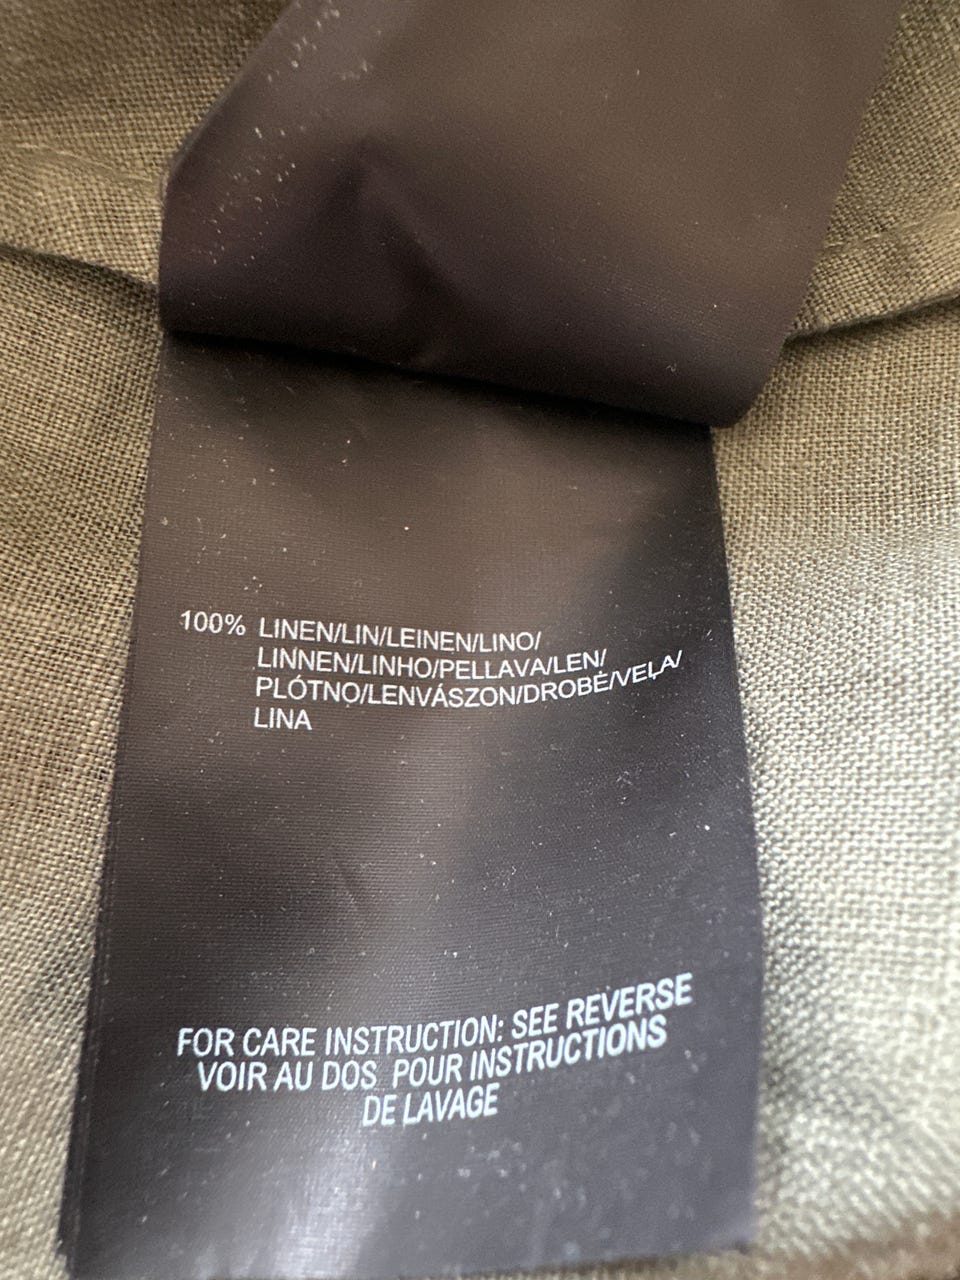 100% LINEN/LIN/LEINEN/LINO/
LINNEN/LINHO/PELLAVA/LEN/
PLÓTNO/LENVÁSZON/DROBĖ/VEĻA/
LINA
FOR CARE INSTRUCTION: SEE REVERSE
VOIR AU DOS POUR INSTRUCTIONS
DE LAVAGE